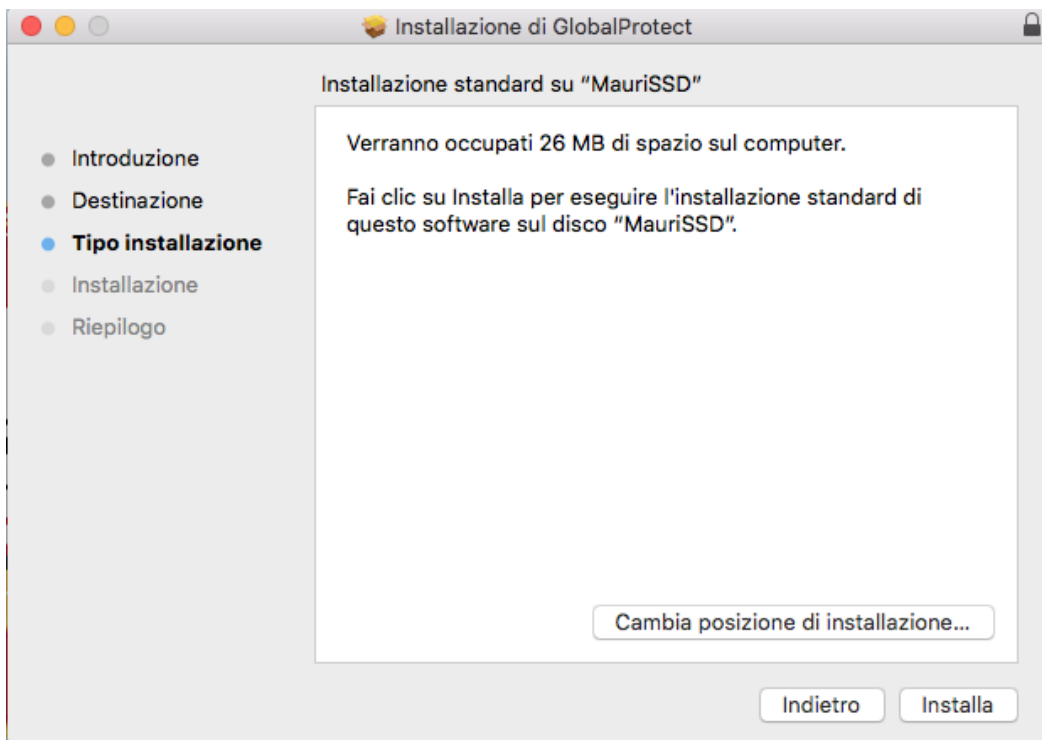 Installazione di GlobalProtect
Installazione standard su “MauriSSD”
Introduzione
Destinazione
Tipo installazione
Installazione
Riepilogo
Verranno occupati 26 MB di spazio sul computer.
Fai clic su Installa per eseguire l'installazione standard di
questo software sul disco “MauriSSD”.
Cambia posizione di installazione...
Indietro
Installa